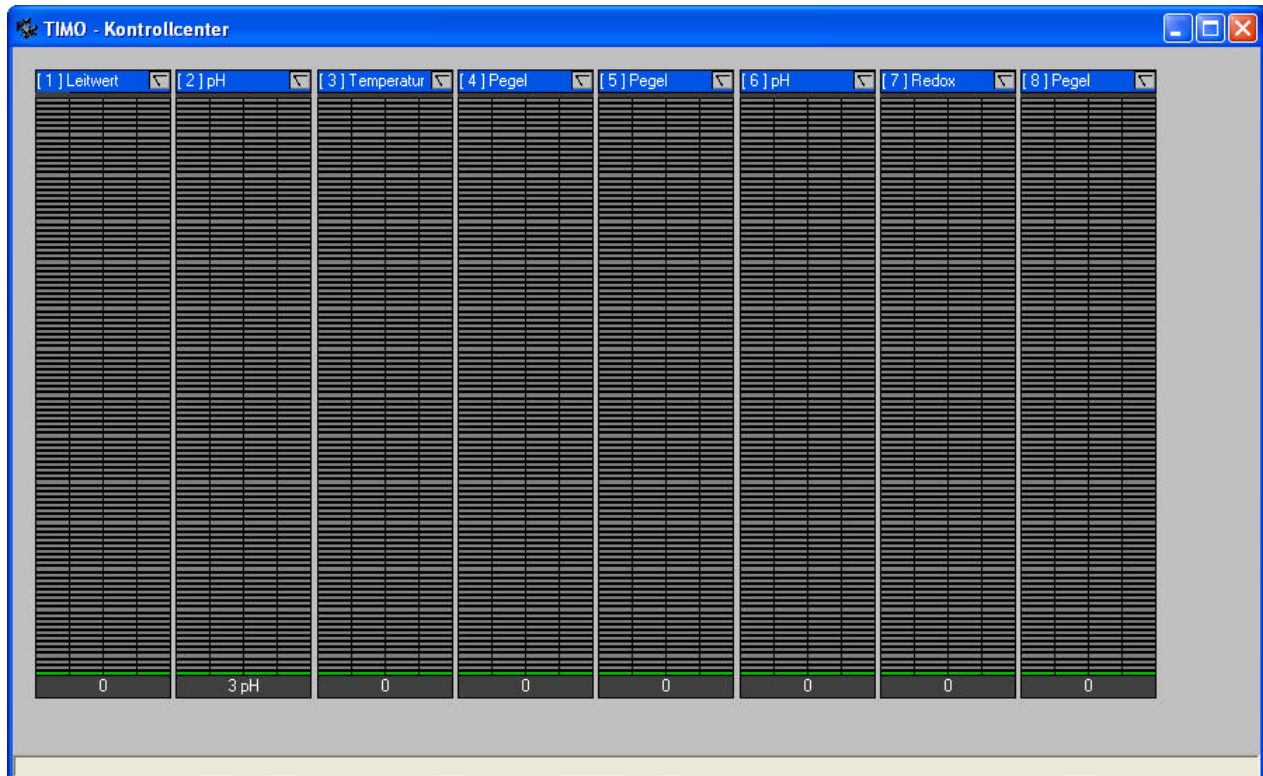 TIMO - Kontrollcenter
[ 1 ] Leitwert [ 2 ] pH [ 3 ] Temperatur [ 4 ] Pegel [ 5 ] Pegel [ 6 ] pH [ 7 ] Redox [ 8 ] Pegel
0 3 pH 0 0 0 0 0 0